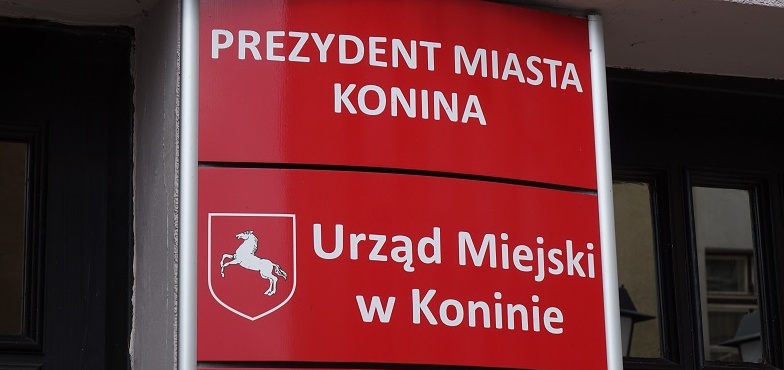 PREZYDENT MIASTA
KONINA
Urząd Miejski
w Koninie